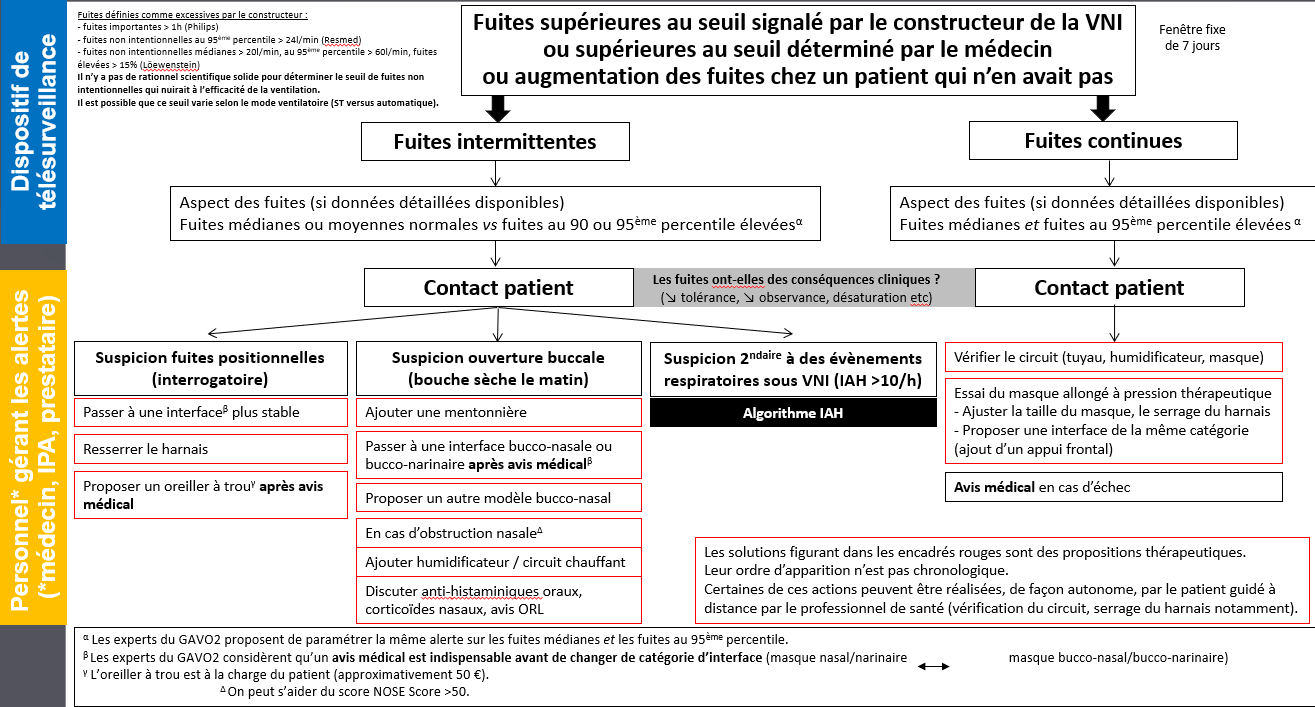 Dispositif de
télésurveillance
Fuites définies comme excessives par le constructeur :
- fuites importantes > 1h (Philips)
- fuites non intentionnelles au 95ème percentile > 24l/min (Resmed)
- fuites non intentionnelles médianes > 20l/min, au 95ème percentile > 60l/min, fuites
élevées > 15% (Löewenstein)
Il n’y a pas de rationnel scientifique solide pour déterminer le seuil de fuites non
intentionnelles qui nuirait à l’efficacité de la ventilation.
Il est possible que ce seuil varie selon le mode ventilatoire (ST versus automatique).
Fuites supérieures au seuil signalé par le constructeur de la VNI
ou supérieures au seuil déterminé par le médecin
ou augmentation des fuites chez un patient qui n’en avait pas
Fenêtre fixe
de 7 jours
Fuites intermittentes
Fuites continues
Aspect des fuites (si données détaillées disponibles)
Fuites médianes ou moyennes normales vs fuites au 90 ou 95ème percentile élevées^α
Aspect des fuites (si données détaillées disponibles)
Fuites médianes et fuites au 95ème percentile élevées ^α
Personnel* gérant les alertes
(*médecin, IPA, prestataire)
Contact patient
Les fuites ont-elles des conséquences cliniques ?
(↘ tolérance, ↘ observance, désaturation etc)
Contact patient
Suspicion fuites positionnelles
(interrogatoire)
Passer à une interface^β plus stable
Resserrer le harnais
Proposer un oreiller à trou^γ après avis
médical
Suspicion ouverture buccale
(bouche sèche le matin)
Ajouter une mentonnière
Passer à une interface bucco-nasale ou
bucco-narinaire après avis médical^β
Proposer un autre modèle bucco-nasal
En cas d’obstruction nasale^Δ
Ajouter humidificateur / circuit chauffant
Discuter anti-histaminiques oraux,
corticoïdes nasaux, avis ORL
Suspicion 2ndaire à des évènements
respiratoires sous VNI (IAH >10/h)
Algorithme IAH
Vérifier le circuit (tuyau, humidificateur, masque)
Essai du masque allongé à pression thérapeutique
- Ajuster la taille du masque, le serrage du harnais
- Proposer une interface de la même catégorie
(ajout d’un appui frontal)
Avis médical en cas d’échec
Les solutions figurant dans les encadrés rouges sont des propositions thérapeutiques.
Leur ordre d’apparition n’est pas chronologique.
Certaines de ces actions peuvent être réalisées, de façon autonome, par le patient guidé à
distance par le professionnel de santé (vérification du circuit, serrage du harnais notamment).
^α Les experts du GAVO2 proposent de paramétrer la même alerte sur les fuites médianes et les fuites au 95ème percentile.
^β Les experts du GAVO2 considèrent qu’un avis médical est indispensable avant de changer de catégorie d’interface (masque nasal/narinaire ↔ masque bucco-nasal/bucco-narinaire)
^γ L’oreiller à trou est à la charge du patient (approximativement 50 €).
^Δ On peut s’aider du score NOSE Score >50.